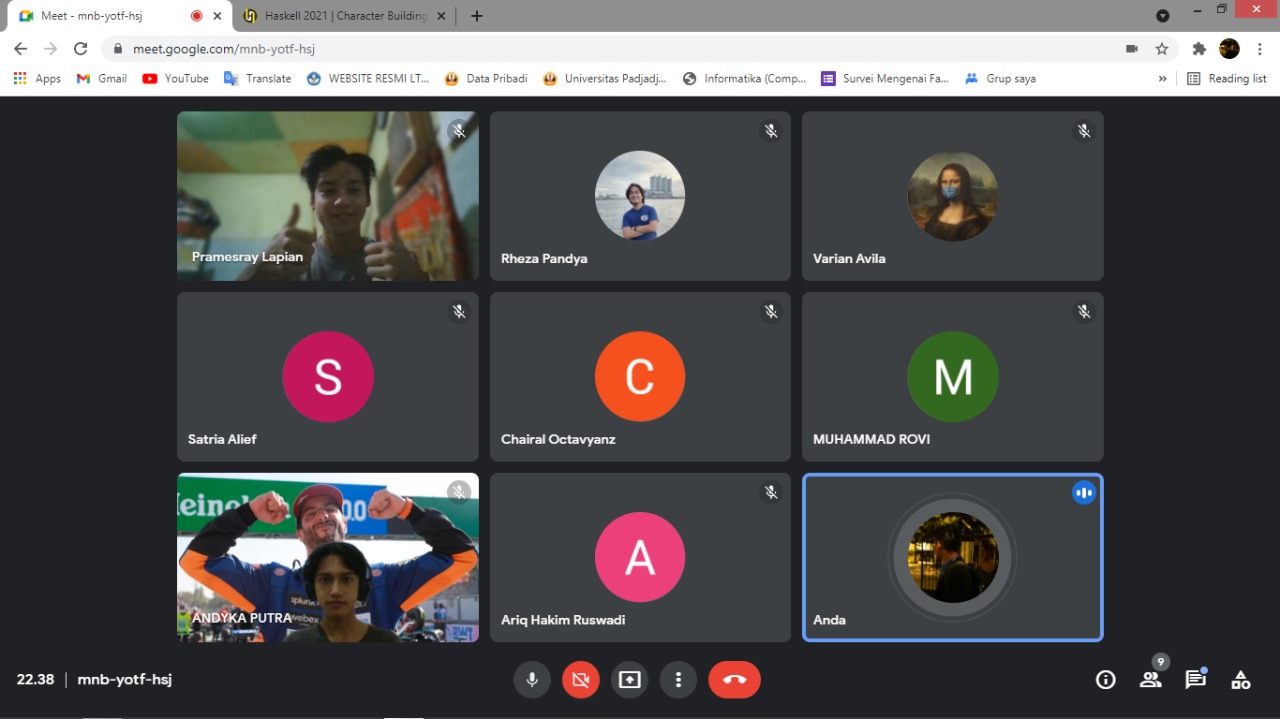 Meet - mnb-yotf-hsj
Haskell 2021 | Character Building
meet.google.com/mnb-yotf-hsj
Apps Gmail YouTube Translate WEBSITE RESMI LT... Data Pribadi Universitas Padjadj... Informatika (Comp... Survei Mengenai Fa... Grup saya » Reading list
Pramesray Lapian
Rheza Pandya
Varian Avila
S
C
M
Satria Alief
Chairal Octavyanz
MUHAMMAD ROVI
Heineken
splunk
webex
ANDYKA PUTRA
A
Ariq Hakim Ruswadi
Anda
22.38 | mnb-yotf-hsj
9